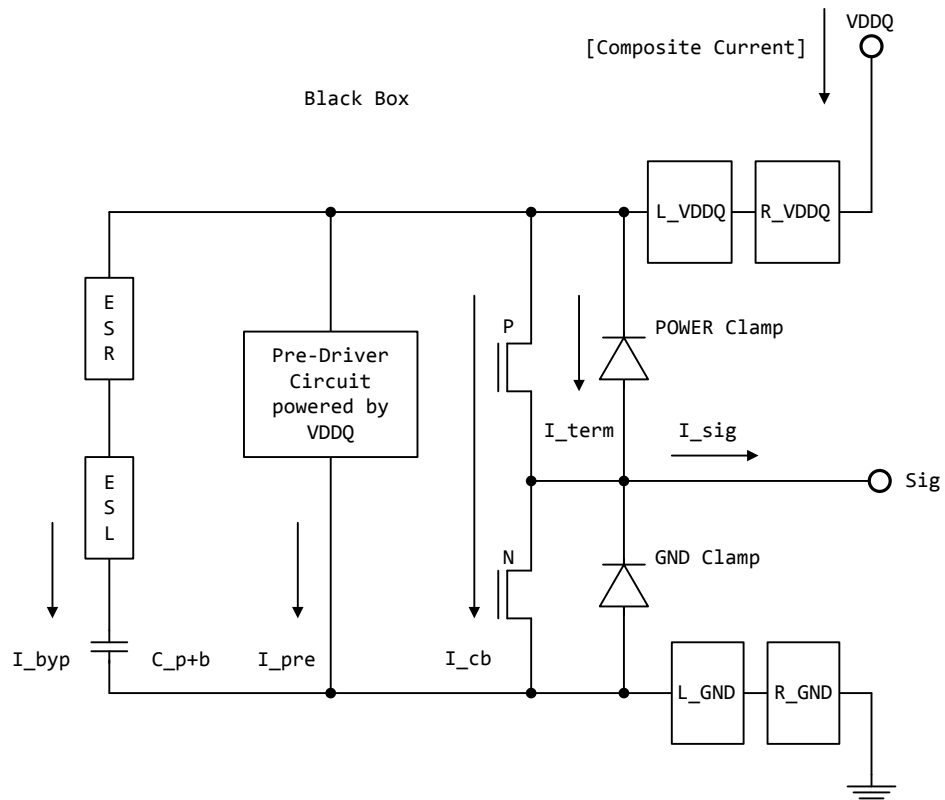 VDDQ
[Composite Current]
Black Box
L_VDDQ
R_VDDQ
E
S
R
P
POWER Clamp
Pre-Driver
Circuit
powered by
VDDQ
I_term
I_sig
E
S
L
Sig
N
GND Clamp
I_byp
C_p+b
I_pre
I_cb
L_GND
R_GND